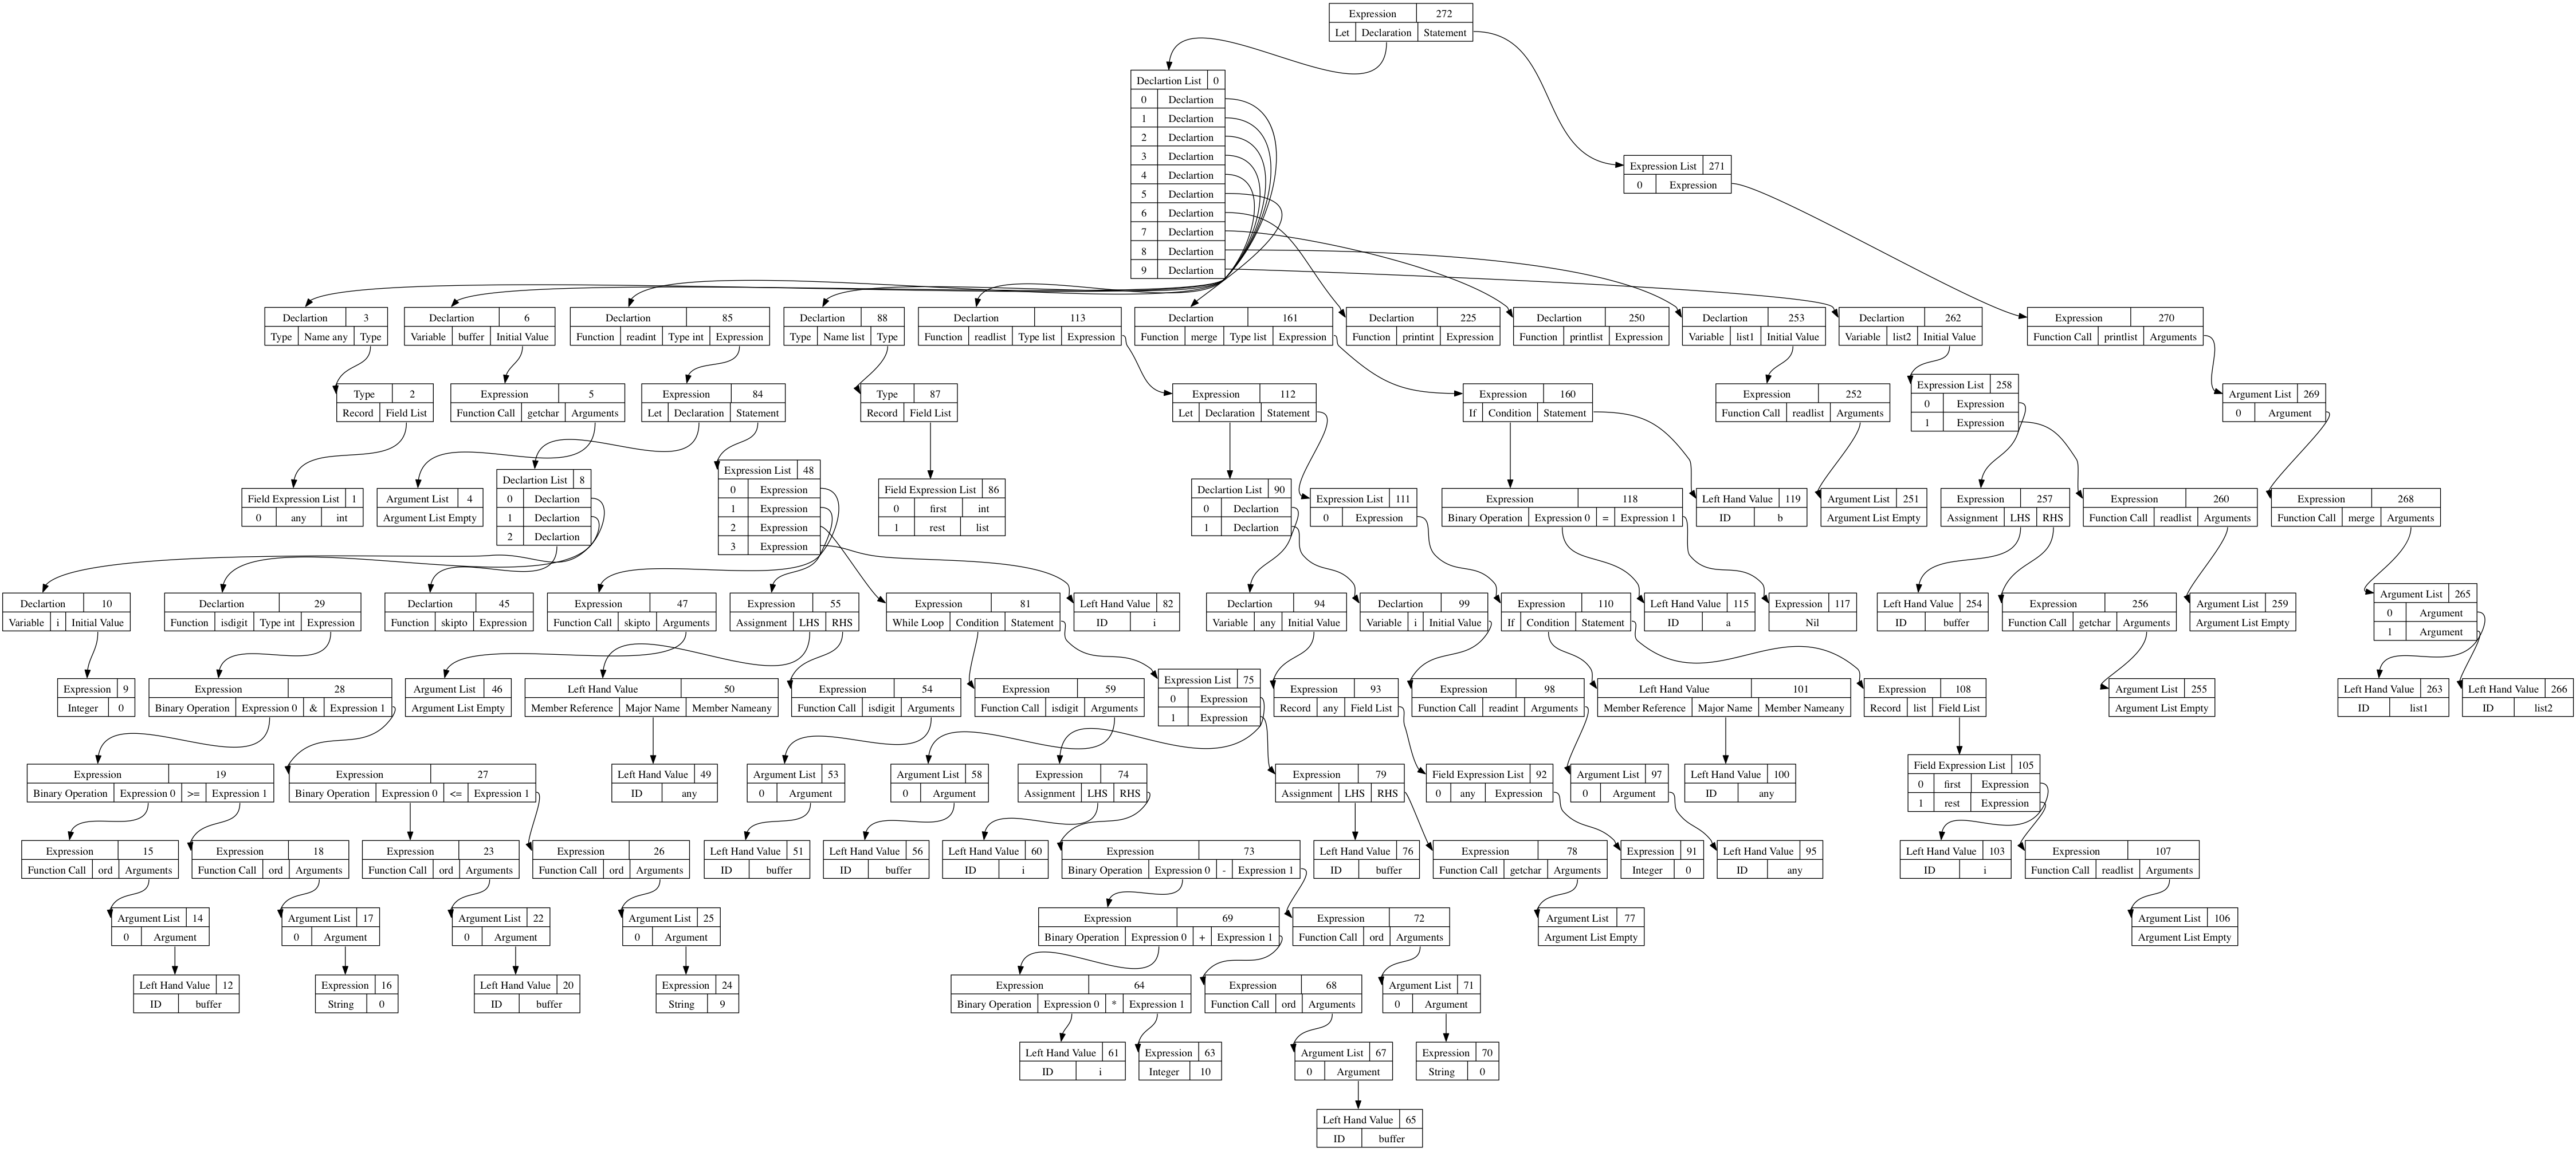 Expression 272
Let Declaration Statement
Declartion List 0
0 Declartion
1 Declartion
2 Declartion
3 Declartion
4 Declartion
5 Declartion
6 Declartion
7 Declartion
8 Declartion
9 Declartion
Expression List 271
0 Expression
Declartion 3
Type Name any Type
Declartion 6
Variable buffer Initial Value
Declartion 85
Function readint Type int Expression
Declartion 88
Type Name list Type
Declartion 113
Function readlist Type list Expression
Declartion 161
Function merge Type list Expression
Declartion 225
Function printint Expression
Declartion 250
Function printlist Expression
Declartion 253
Variable list1 Initial Value
Declartion 262
Variable list2 Initial Value
Expression 270
Function Call printlist Arguments
Type 2
Record Field List
Expression 5
Function Call getchar Arguments
Expression 84
Let Declaration Statement
Type 87
Record Field List
Expression 112
Let Declaration Statement
Expression 160
If Condition Statement
Expression 252
Function Call readlist Arguments
Expression List 258
0 Expression
1 Expression
Argument List 269
0 Argument
Field Expression List 1
0 any int
Argument List 4
Argument List Empty
Declartion List 8
0 Declartion
1 Declartion
2 Declartion
Expression List 48
0 Expression
1 Expression
2 Expression
3 Expression
Field Expression List 86
0 first int
1 rest list
Declartion List 90
0 Declartion
1 Declartion
Expression List 111
0 Expression
Expression 118
Binary Operation Expression 0 = Expression 1
Left Hand Value 119
ID b
Argument List 251
Argument List Empty
Expression 257
Assignment LHS RHS
Expression 260
Function Call readlist Arguments
Expression 268
Function Call merge Arguments
Declartion 10
Variable i Initial Value
Declartion 29
Function isdigit Type int Expression
Declartion 45
Function skipto Expression
Expression 47
Function Call skipto Arguments
Expression 55
Assignment LHS RHS
Expression 81
While Loop Condition Statement
Left Hand Value 82
ID i
Declartion 94
Variable any Initial Value
Declartion 99
Variable i Initial Value
Expression 110
If Condition Statement
Left Hand Value 115
ID a
Expression 117
Nil
Left Hand Value 254
ID buffer
Expression 256
Function Call getchar Arguments
Argument List 259
Argument List Empty
Argument List 265
0 Argument
1 Argument
Expression 9
Integer 0
Expression 28
Binary Operation Expression 0 & Expression 1
Argument List 46
Argument List Empty
Left Hand Value 50
Member Reference Major Name Member Nameany
Expression 54
Function Call isdigit Arguments
Expression 59
Function Call isdigit Arguments
Expression List 75
0 Expression
1 Expression
Expression 93
Record any Field List
Expression 98
Function Call readint Arguments
Left Hand Value 101
Member Reference Major Name Member Nameany
Expression 108
Record list Field List
Argument List 255
Argument List Empty
Left Hand Value 263
ID list1
Left Hand Value 266
ID list2
Expression 19
Binary Operation Expression 0 >= Expression 1
Expression 27
Binary Operation Expression 0 <= Expression 1
Left Hand Value 49
ID any
Argument List 53
0 Argument
Argument List 58
0 Argument
Expression 74
Assignment LHS RHS
Expression 79
Assignment LHS RHS
Field Expression List 92
0 any Expression
Argument List 97
0 Argument
Left Hand Value 100
ID any
Field Expression List 105
0 first Expression
1 rest Expression
Expression 15
Function Call ord Arguments
Expression 18
Function Call ord Arguments
Expression 23
Function Call ord Arguments
Expression 26
Function Call ord Arguments
Left Hand Value 51
ID buffer
Left Hand Value 56
ID buffer
Left Hand Value 60
ID i
Expression 73
Binary Operation Expression 0 - Expression 1
Left Hand Value 76
ID buffer
Expression 78
Function Call getchar Arguments
Expression 91
Integer 0
Left Hand Value 95
ID any
Left Hand Value 103
ID i
Expression 107
Function Call readlist Arguments
Argument List 14
0 Argument
Argument List 17
0 Argument
Argument List 22
0 Argument
Argument List 25
0 Argument
Expression 69
Binary Operation Expression 0 + Expression 1
Expression 72
Function Call ord Arguments
Argument List 77
Argument List Empty
Argument List 106
Argument List Empty
Left Hand Value 12
ID buffer
Expression 16
String 0
Left Hand Value 20
ID buffer
Expression 24
String 9
Expression 64
Binary Operation Expression 0 * Expression 1
Expression 68
Function Call ord Arguments
Argument List 71
0 Argument
Left Hand Value 61
ID i
Expression 63
Integer 10
Argument List 67
0 Argument
Expression 70
String 0
Left Hand Value 65
ID buffer